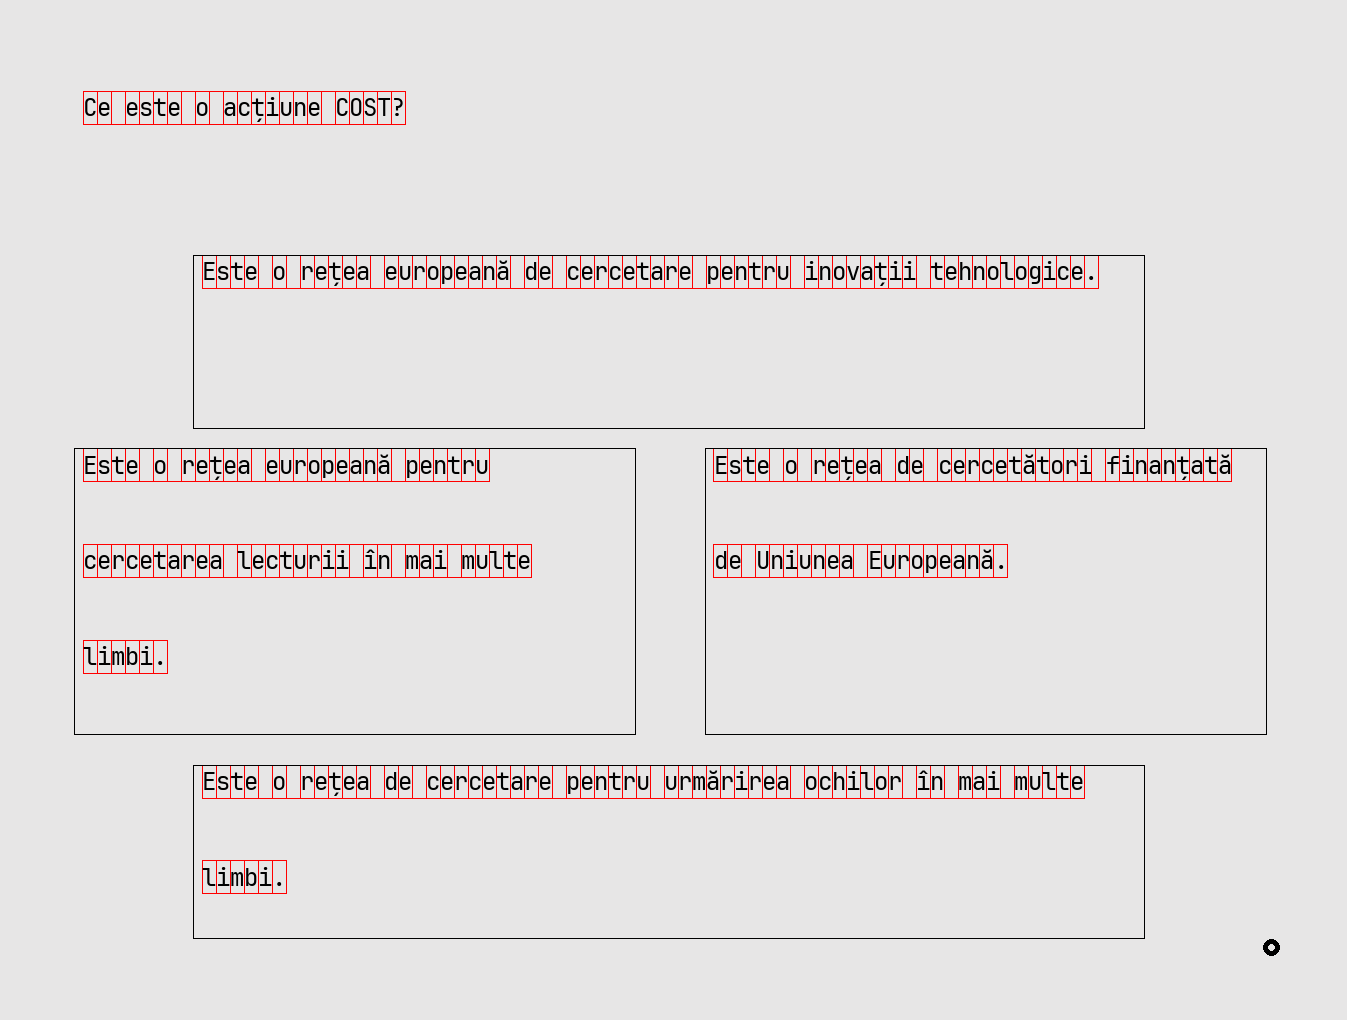 Ce este o acțiune COST?
Este o rețea europeană de cercetare pentru inovații tehnologice.
Este o rețea europeană pentru
cercetarea lecturii în mai multe
limbi.
Este o rețea de cercetători finanțată
de Uniunea Europeană.
Este o rețea de cercetare pentru urmărirea ochilor în mai multe
limbi.